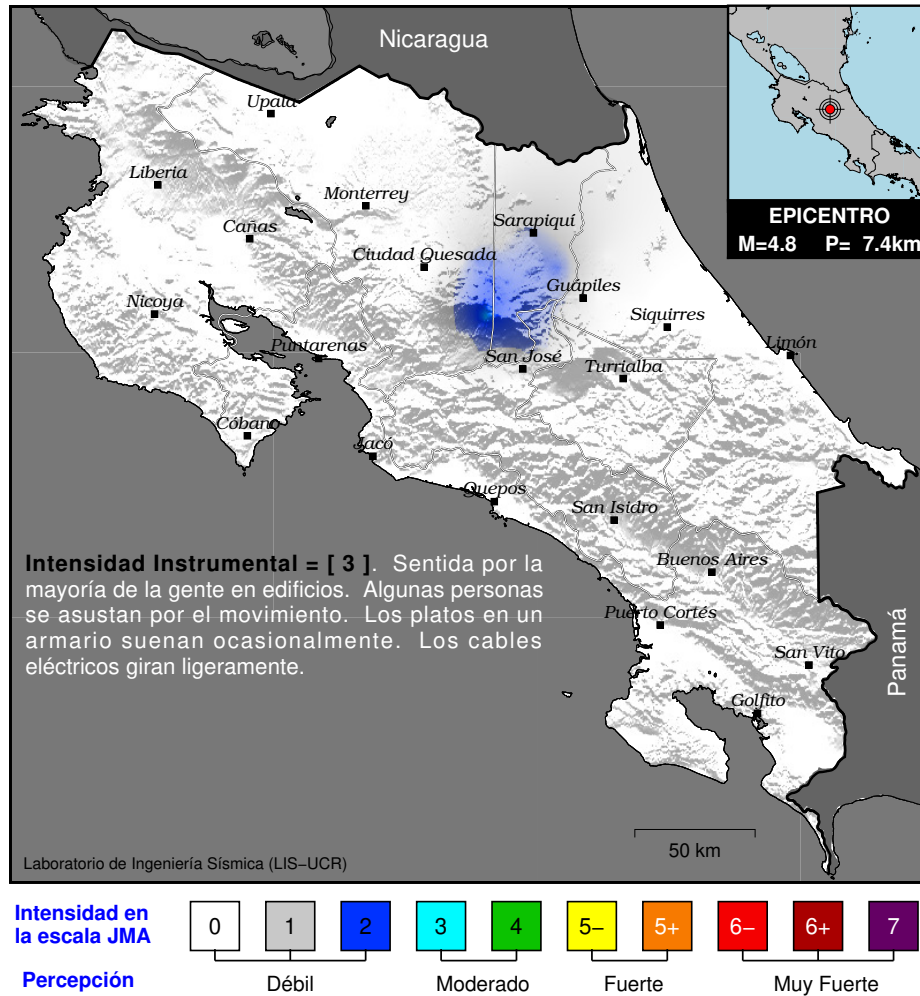 Nicaragua
Upala
Liberia
Monterrey
Cañas
Sarapiquí
Ciudad Quesada
Guápiles
Nicoya
Siquirres
Puntarenas
San José
Limón
Turrialba
Cóbano
Jacó
Quepos
San Isidro
Buenos Aires
Puerto Cortés
San Vito
Golfito
Panamá
EPICENTRO
M=4.8 P= 7.4km
Intensidad Instrumental = [ 3 ]. Sentida por la
mayoría de la gente en edificios. Algunas personas
se asustan por el movimiento. Los platos en un
armario suenan ocasionalmente. Los cables
eléctricos giran ligeramente.
50 km
Laboratorio de Ingeniería Sísmica (LIS−UCR)
Intensidad en
la escala JMA
0 1 2 3 4 5− 5+ 6− 6+ 7
Percepción Débil Moderado Fuerte Muy Fuerte